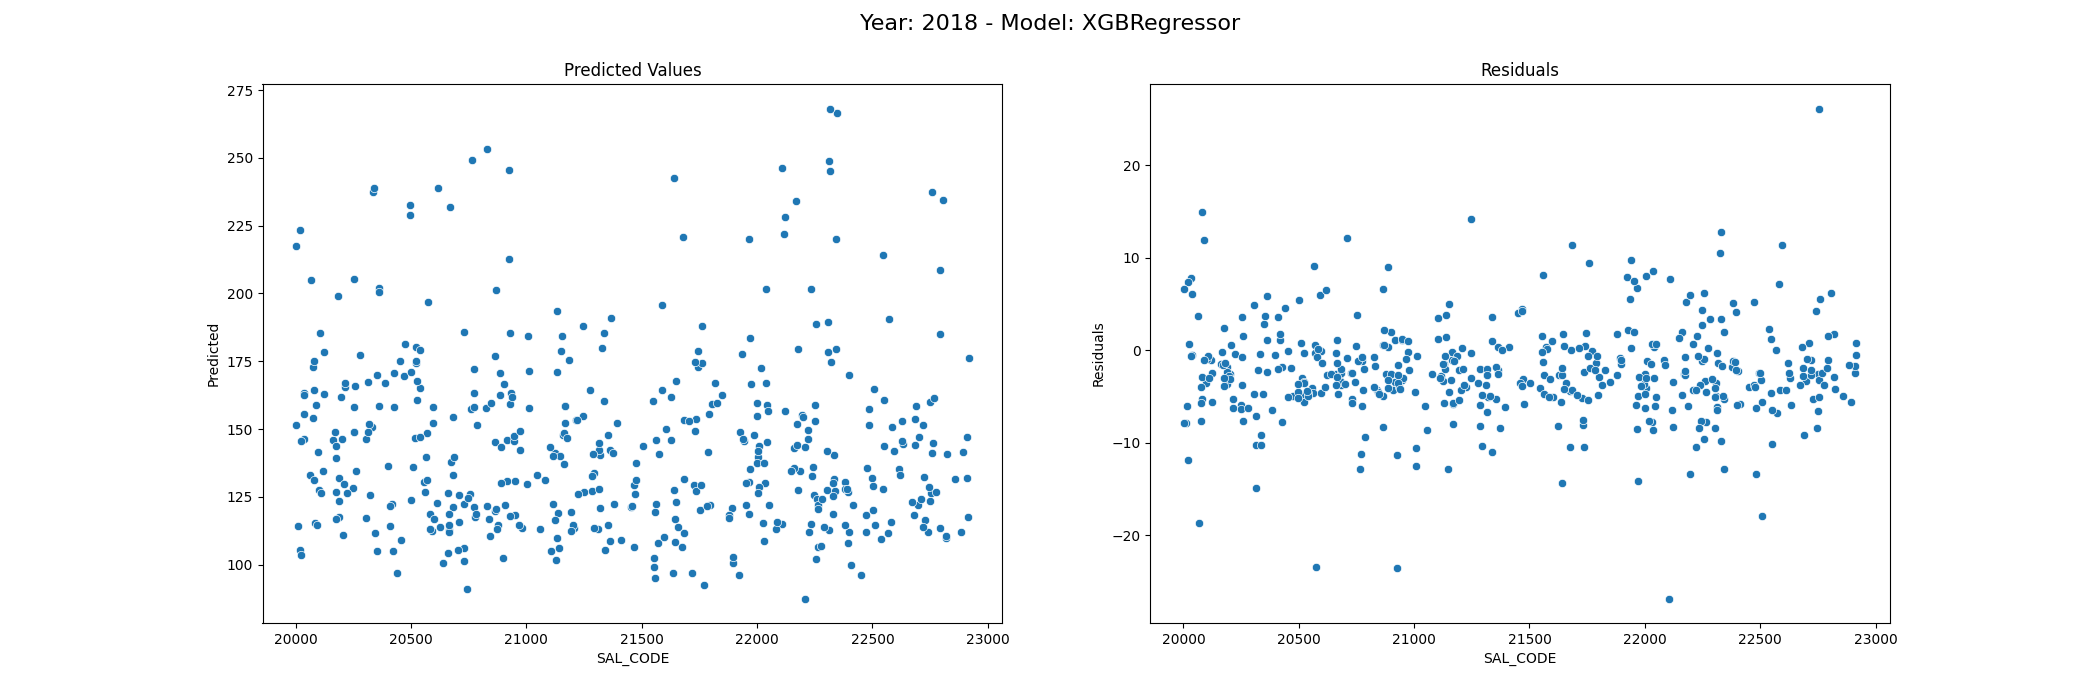 Year: 2018 - Model: XGBRegressor
Predicted Values
275
250
225
200
175
150
125
100
Predicted
20000 20500 21000 21500 22000 22500 23000
SAL_CODE
Residuals
20
10
0
−10
−20
Residuals
20000 20500 21000 21500 22000 22500 23000
SAL_CODE